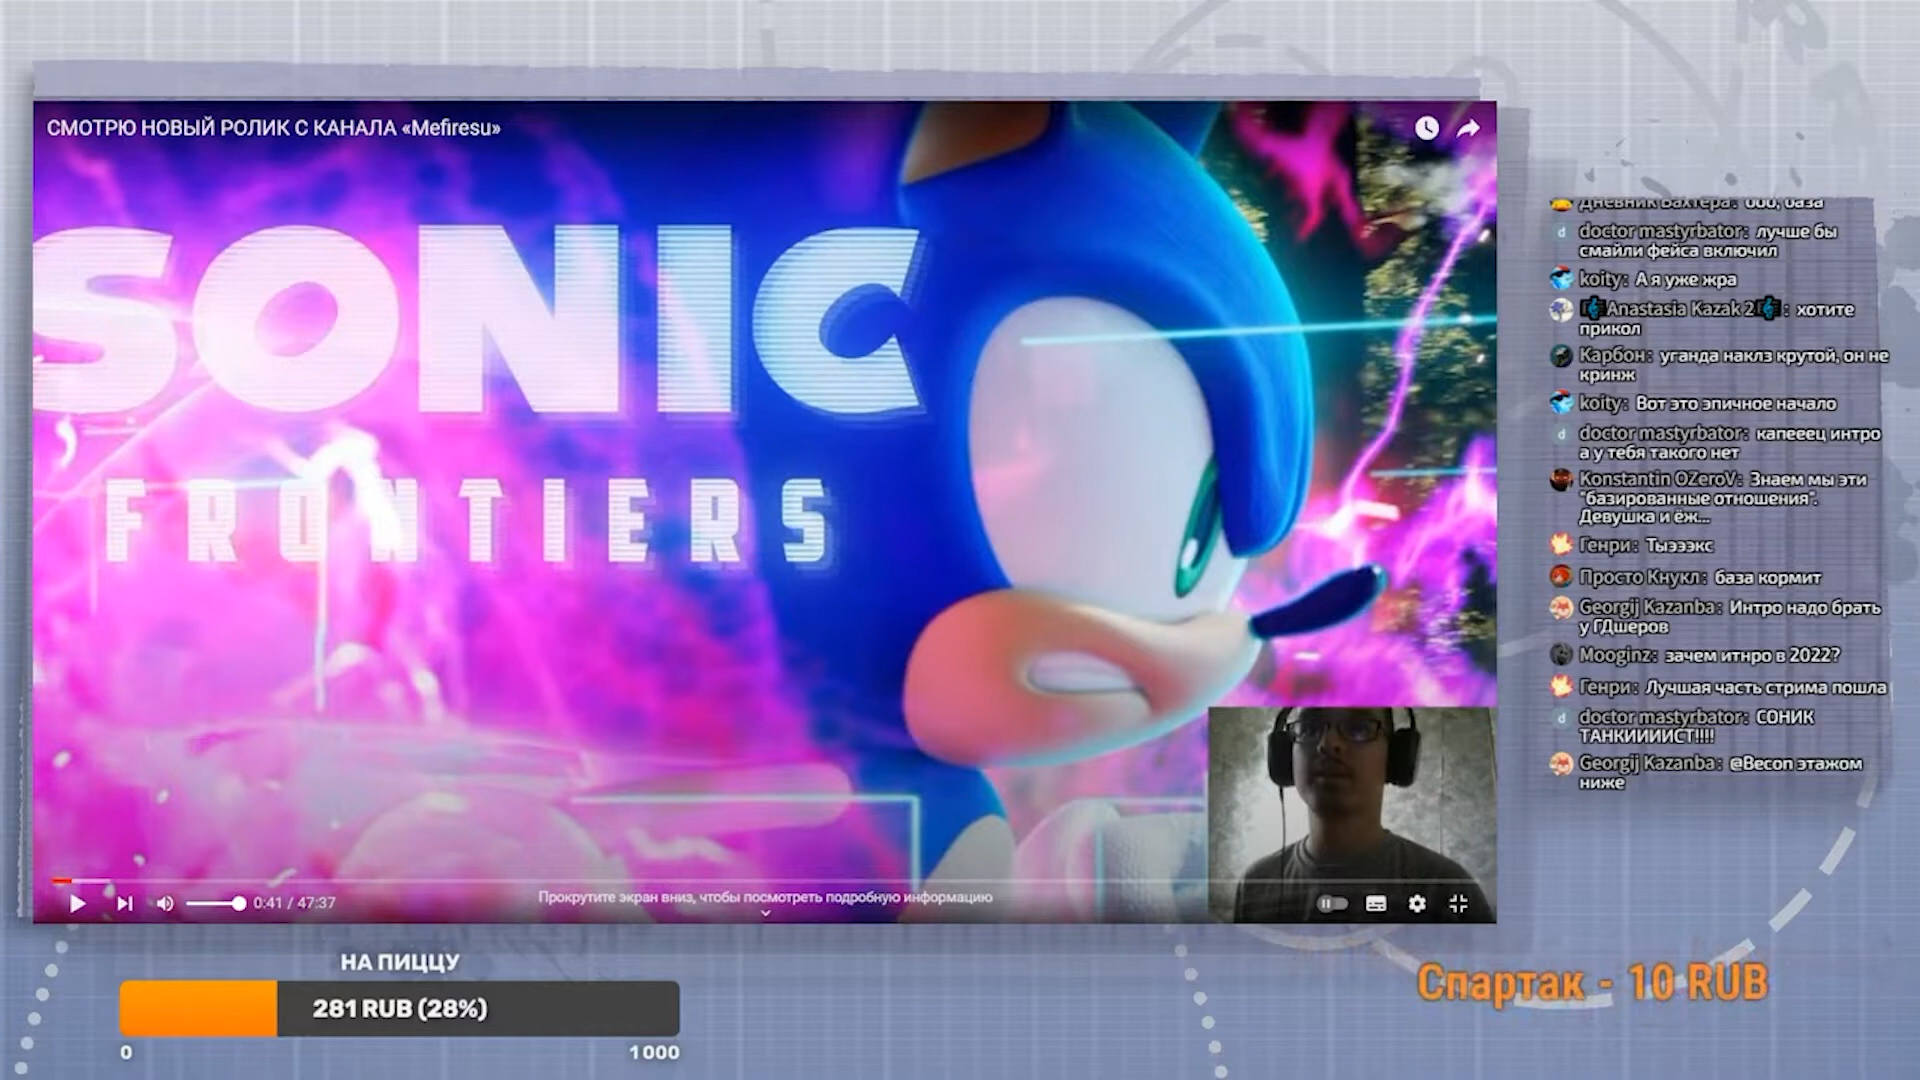 СМОТРЮ НОВЫЙ РОЛИК С КАНАЛА «Mefiresu»
SONIC
FRONTIERS
0:41 / 47:37
Прокрутите экран вниз, чтобы посмотреть подробную информацию
Дневник Вахтёра: ооо, база
doctor mastyrbator: лучше бы
смайли фейса включил
koity: А я уже жра
Anastasia Kazak 2: хотите
прикол
Карбон: уганда наклз крутой, он не
кринж
koity: Вот это эпичное начало
doctor mastyrbator: капееец интро
а у тебя такого нет
Konstantin OZeroV: Знаем мы эти
"базированные отношения".
Девушка и ёж...
Генри: Тыэээкс
Просто Кнукл: база кормит
Georgij Kazanba: Интро надо брать
у ГДшеров
Mooginz: зачем итнро в 2022?
Генри: Лучшая часть стрима пошла
doctor mastyrbator: СОНИК
ТАНКИИИИСТ!!!!
Georgij Kazanba: @Becon этажом
ниже
НА ПИЦЦУ
281 RUB (28%)
0
1000
Спартак - 10 RUB